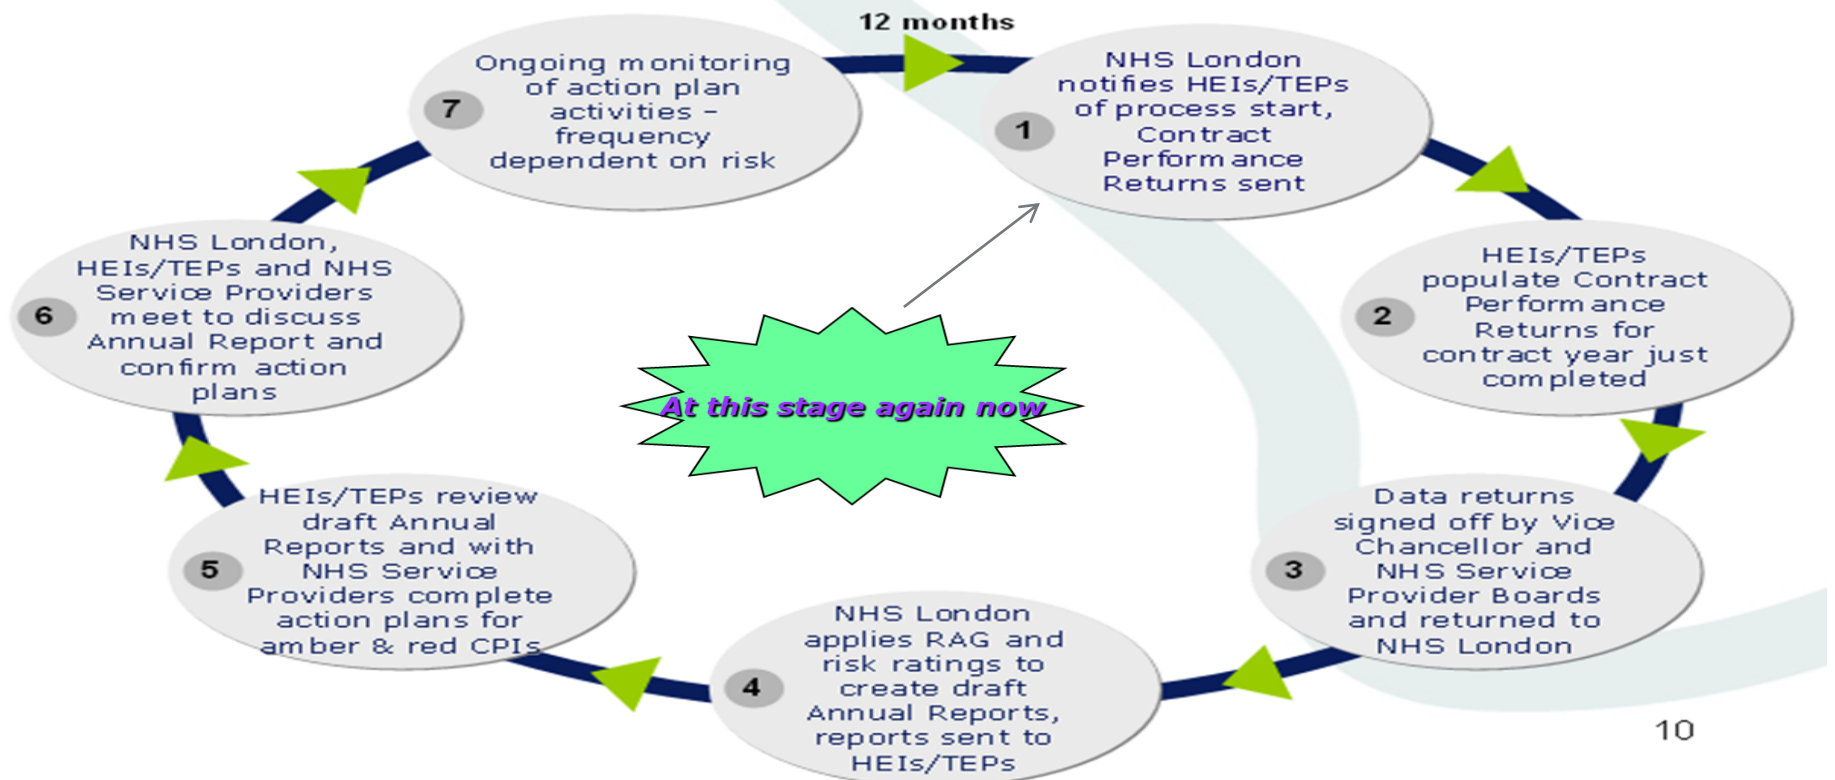 12 months
1
NHS London
notifies HEIs/TEPs
of process start,
Contract
Performance
Returns sent
2
HEIs/TEPs
populate Contract
Performance
Returns for
contract year just
completed
3
Data returns
signed off by Vice
Chancellor and
NHS Service
Provider Boards
and returned to
NHS London
4
NHS London
applies RAG and
risk ratings to
create draft
Annual Reports,
reports sent to
HEIs/TEPs
5
HEIs/TEPs review
draft Annual
Reports and with
NHS Service
Providers complete
action plans for
amber & red CPIs
6
NHS London,
HEIs/TEPs and NHS
Service Providers
meet to discuss
Annual Report and
confirm action
plans
7
Ongoing monitoring
of action plan
activities –
frequency
dependent on risk
At this stage again now
10